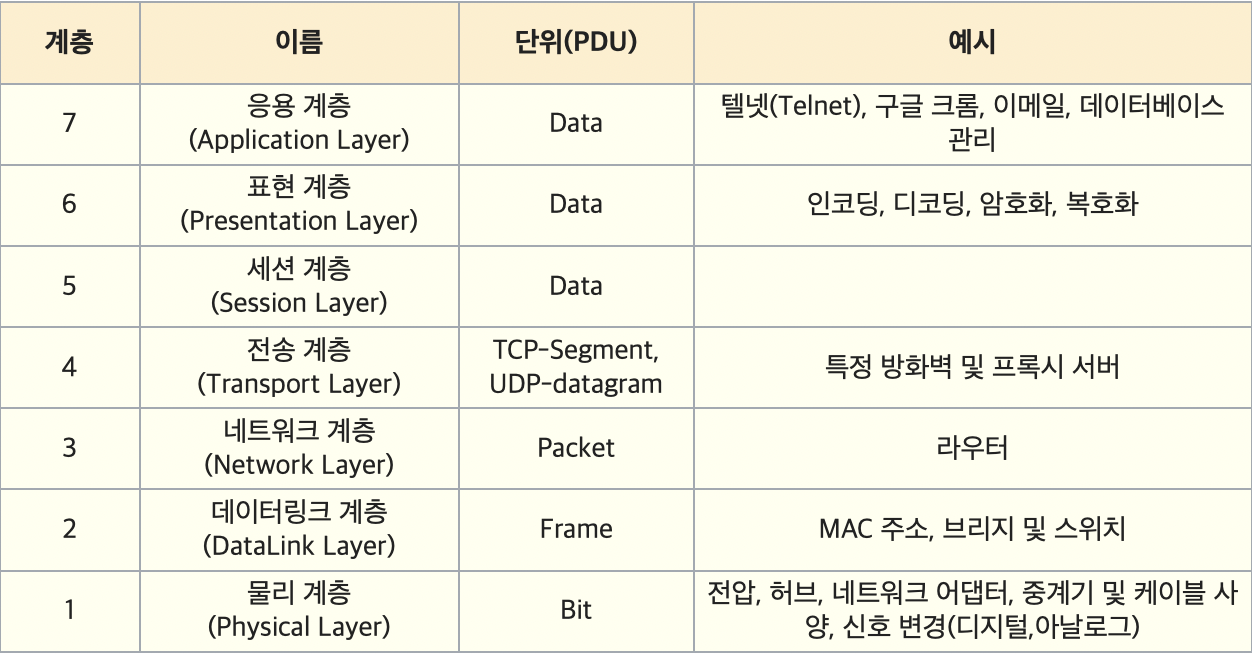 계층 이름 단위(PDU) 예시
7
응용 계층
(Application Layer)
Data
텔넷(Telnet), 구글 크롬, 이메일, 데이터베이스
관리
6
표현 계층
(Presentation Layer)
Data
인코딩, 디코딩, 암호화, 복호화
5
세션 계층
(Session Layer)
Data
4
전송 계층
(Transport Layer)
TCP-Segment,
UDP-datagram
특정 방화벽 및 프록시 서버
3
네트워크 계층
(Network Layer)
Packet
라우터
2
데이터링크 계층
(DataLink Layer)
Frame
MAC 주소, 브리지 및 스위치
1
물리 계층
(Physical Layer)
Bit
전압, 허브, 네트워크 어댑터, 중계기 및 케이블 사
양, 신호 변경(디지털,아날로그)